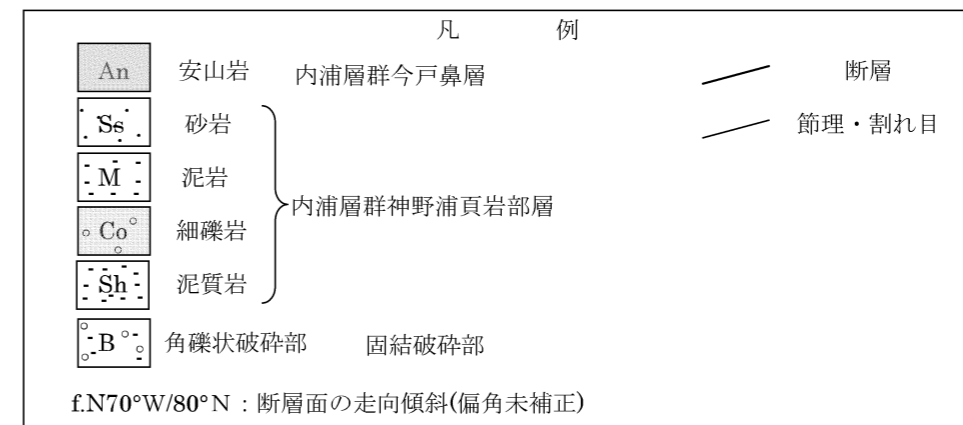 凡 例
An 安山岩 内浦層群今戸鼻層 断層
Ss 砂岩 節理・割れ目
M 泥岩
内浦層群神野浦頁岩部層
Co 細礫岩
Sh 泥質岩
B 角礫状破砕部 固結破砕部
f.N70°W/80°N：断層面の走向傾斜(偏角未補正)